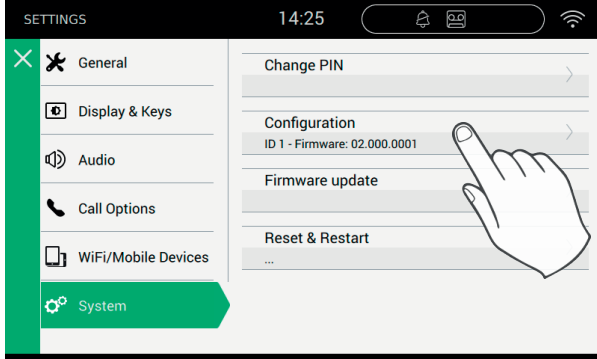 SETTINGS
14:25
General
Display & Keys
Audio
Call Options
WiFi/Mobile Devices
System
Change PIN
Configuration
ID 1 - Firmware: 02.000.0001
Firmware update
Reset & Restart
...